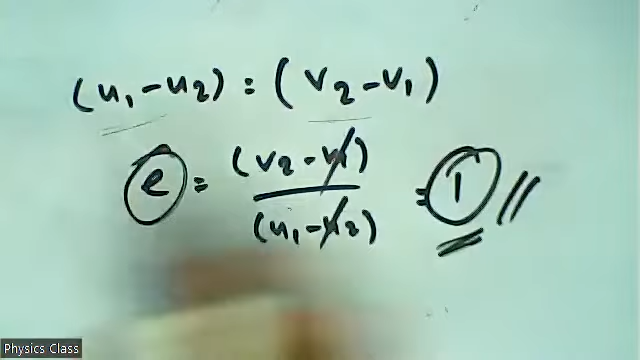 (u₁-u₂) = (v₂-v₁)
e = (v₂-v₁)/(u₁-u₂) = 1 //
Physics Class